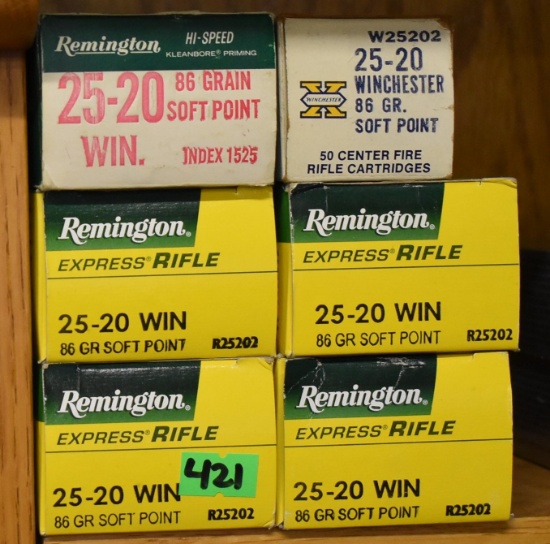 Remington
HI-SPEED
KLEANBORE® PRIMING
25-20
86 GRAIN
SOFT POINT
WIN.
INDEX 1525
W25202
25-20
WINCHESTER
86 GR.
SOFT POINT
X
WINCHESTER
50 CENTER FIRE
RIFLE CARTRIDGES
Remington®
EXPRESS® RIFLE
25-20 WIN
86 GR SOFT POINT R25202
Remington®
EXPRESS® RIFLE
25-20 WIN
86 GR SOFT POINT R25202
Remington®
EXPRESS® RIFLE
421
25-20 WIN
86 GR SOFT POINT R25202
Remington®
EXPRESS® RIFLE
25-20 WIN
86 GR SOFT POINT R25202